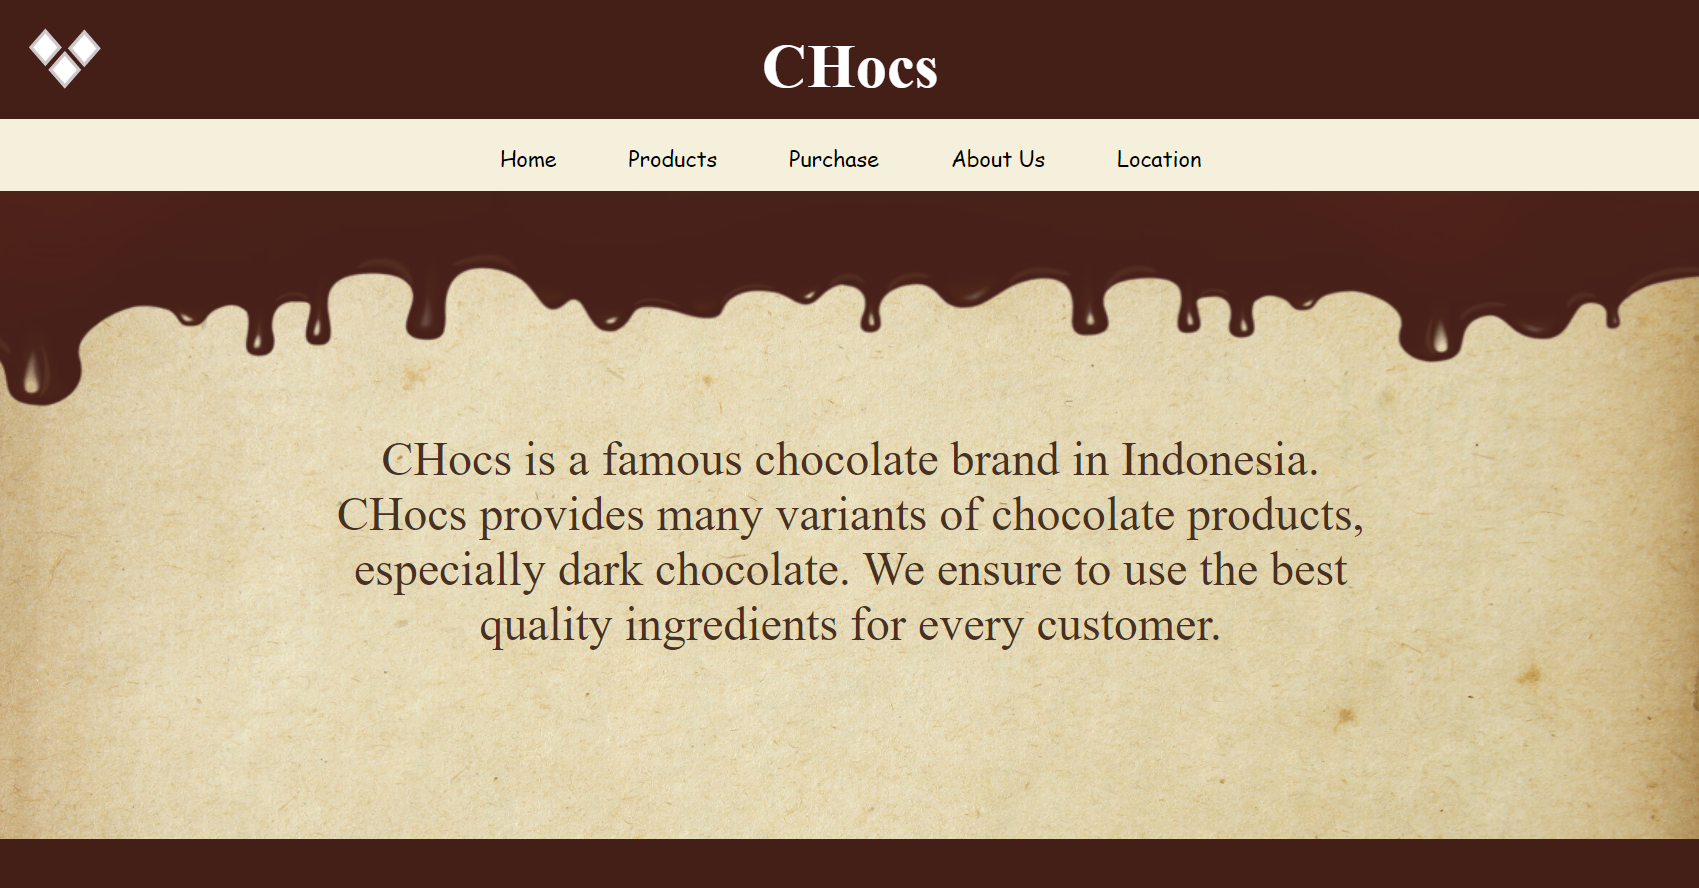 CHocs
Home Products Purchase About Us Location
CHocs is a famous chocolate brand in Indonesia.
CHocs provides many variants of chocolate products,
especially dark chocolate. We ensure to use the best
quality ingredients for every customer.